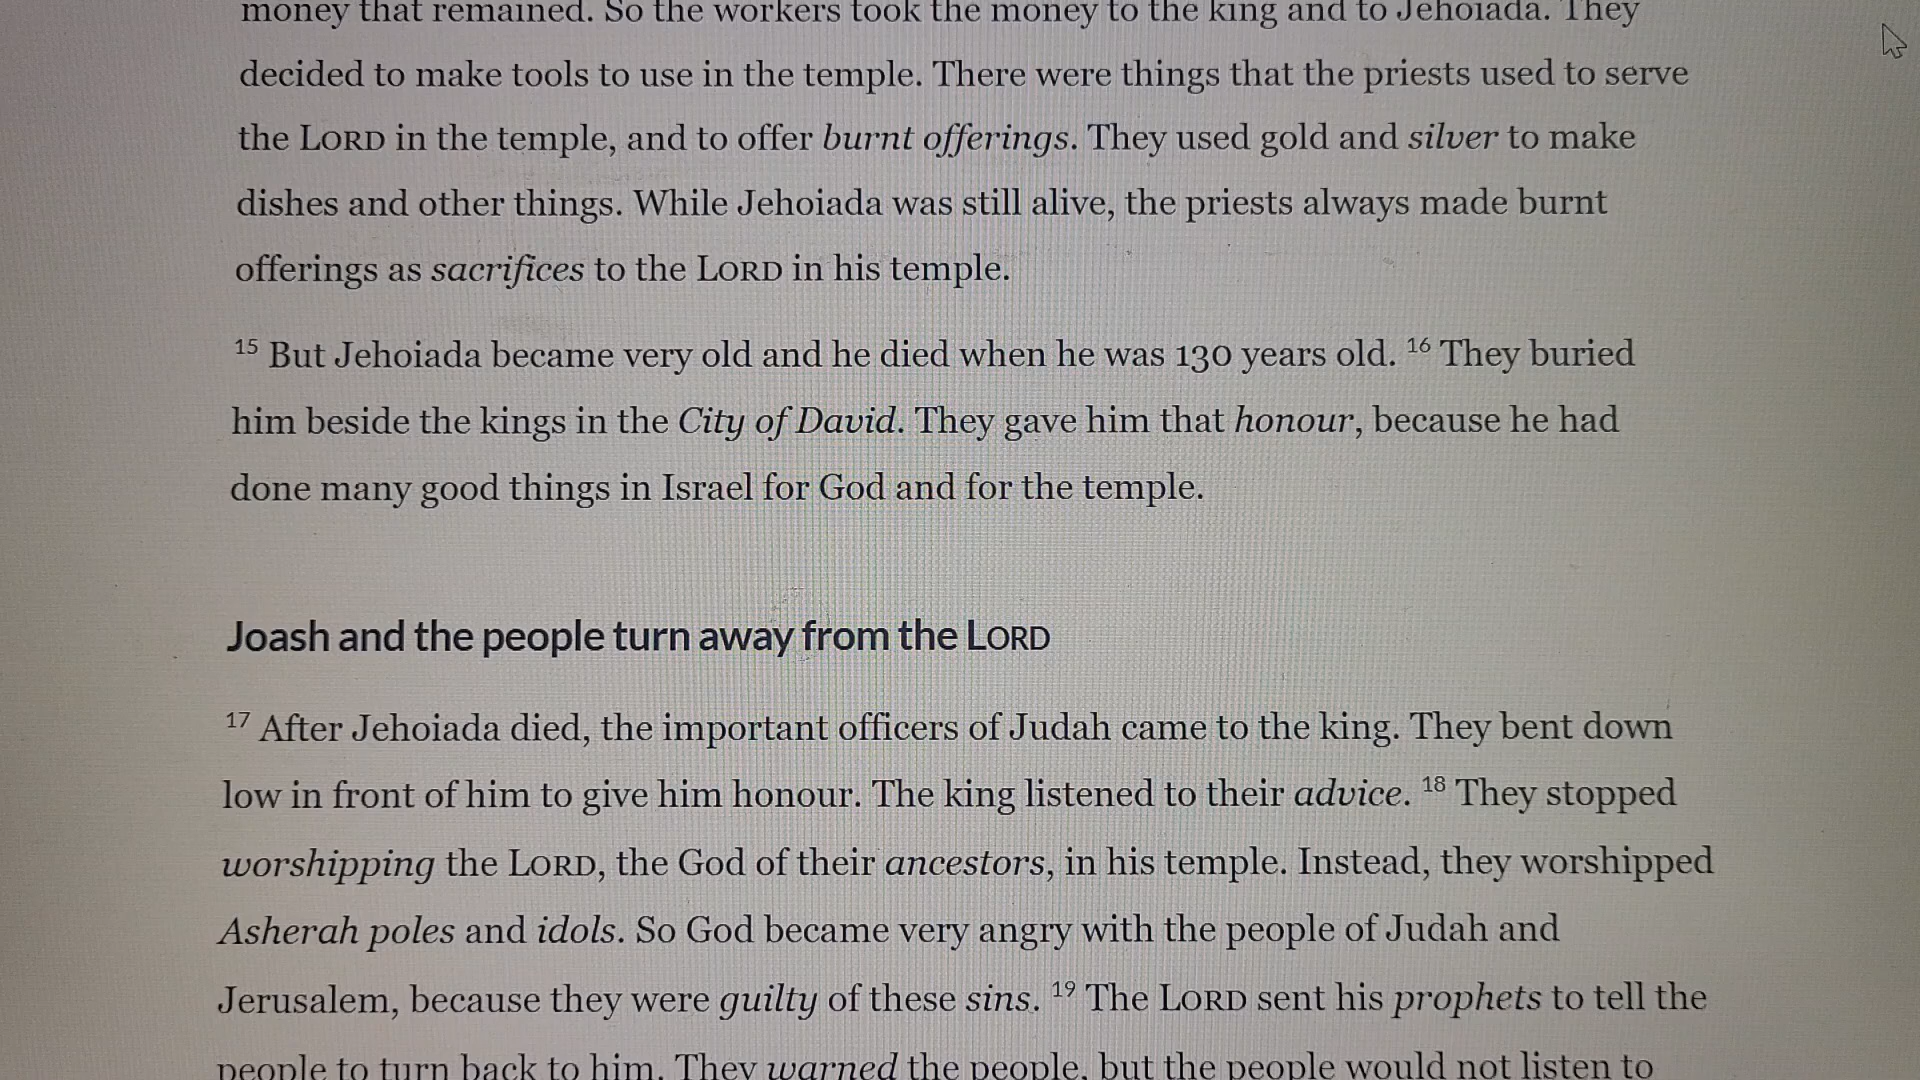 money that remained. So the workers took the money to the king and to Jehoiada. They
decided to make tools to use in the temple. There were things that the priests used to serve
the LORD in the temple, and to offer burnt offerings. They used gold and silver to make
dishes and other things. While Jehoiada was still alive, the priests always made burnt
offerings as sacrifices to the LORD in his temple.
15 But Jehoiada became very old and he died when he was 130 years old. 16 They buried
him beside the kings in the City of David. They gave him that honour, because he had
done many good things in Israel for God and for the temple.
Joash and the people turn away from the LORD
17 After Jehoiada died, the important officers of Judah came to the king. They bent down
low in front of him to give him honour. The king listened to their advice. 18 They stopped
worshipping the LORD, the God of their ancestors, in his temple. Instead, they worshipped
Asherah poles and idols. So God became very angry with the people of Judah and
Jerusalem, because they were guilty of these sins. 19 The LORD sent his prophets to tell the
people to turn back to him. They warned the people, but the people would not listen to